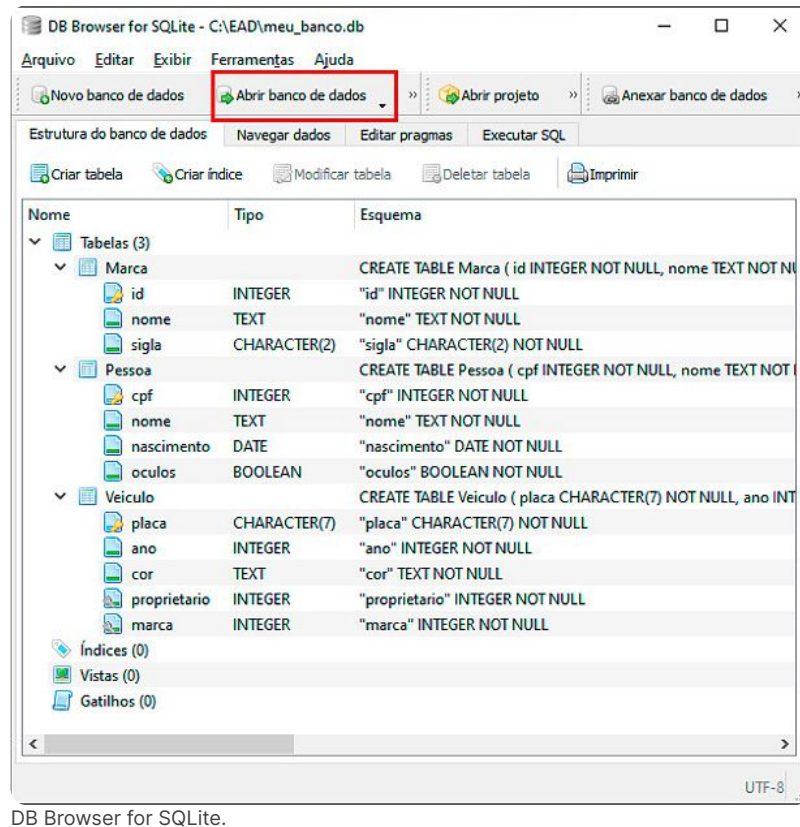 DB Browser for SQLite - C:\EAD\meu_banco.db
Arquivo Editar Exibir Ferramentas Ajuda
Novo banco de dados Abrir banco de dados » Abrir projeto » Anexar banco de dados
Estrutura do banco de dados Navegar dados Editar pragmas Executar SQL
Criar tabela Criar índice Modificar tabela Deletar tabela Imprimir
Nome Tipo Esquema
Tabelas (3)
Marca CREATE TABLE Marca ( id INTEGER NOT NULL, nome TEXT NOT
id INTEGER "id" INTEGER NOT NULL
nome TEXT "nome" TEXT NOT NULL
sigla CHARACTER(2) "sigla" CHARACTER(2) NOT NULL
Pessoa CREATE TABLE Pessoa ( cpf INTEGER NOT NULL, nome TEXT NOT
cpf INTEGER "cpf" INTEGER NOT NULL
nome TEXT "nome" TEXT NOT NULL
nascimento DATE "nascimento" DATE NOT NULL
oculos BOOLEAN "oculos" BOOLEAN NOT NULL
Veiculo CREATE TABLE Veiculo ( placa CHARACTER(7) NOT NULL, ano INT
placa CHARACTER(7) "placa" CHARACTER(7) NOT NULL
ano INTEGER "ano" INTEGER NOT NULL
cor TEXT "cor" TEXT NOT NULL
proprietario INTEGER "proprietario" INTEGER NOT NULL
marca INTEGER "marca" INTEGER NOT NULL
Índices (0)
Vistas (0)
Gatilhos (0)
UTF-8
DB Browser for SQLite.